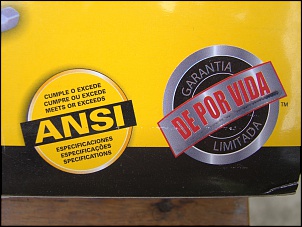 CUMPLE O EXCEDE
CUMPRE OU EXCEDE
MEETS OR EXCEEDS
ANSI
ESPECIFICACIONES
ESPECIFICAÇÕES
SPECIFICATIONS
GARANTIA
DE POR VIDA
LIMITADA
TM